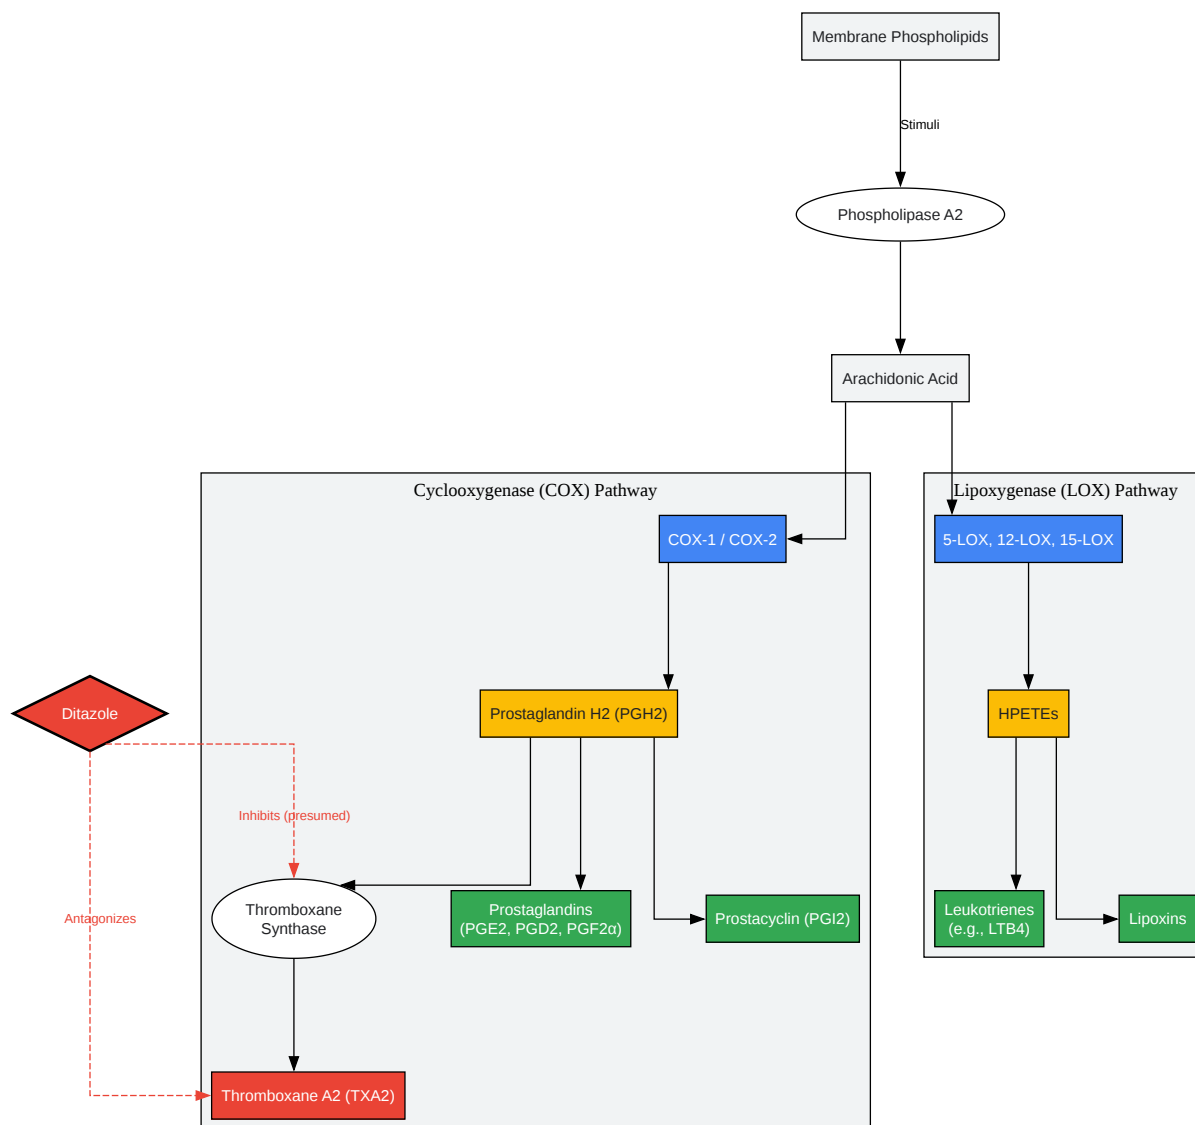 Membrane Phospholipids
Stimuli
Phospholipase A2
Arachidonic Acid
Cyclooxygenase (COX) Pathway
Lipoxygenase (LOX) Pathway
COX-1 / COX-2
5-LOX, 12-LOX, 15-LOX
Ditazole
Prostaglandin H2 (PGH2)
HPETEs
Inhibits (presumed)
Antagonizes
Thromboxane
Synthase
Prostaglandins
(PGE2, PGD2, PGF2α)
Prostacyclin (PGI2)
Leukotrienes
(e.g., LTB4)
Lipoxins
Thromboxane A2 (TXA2)